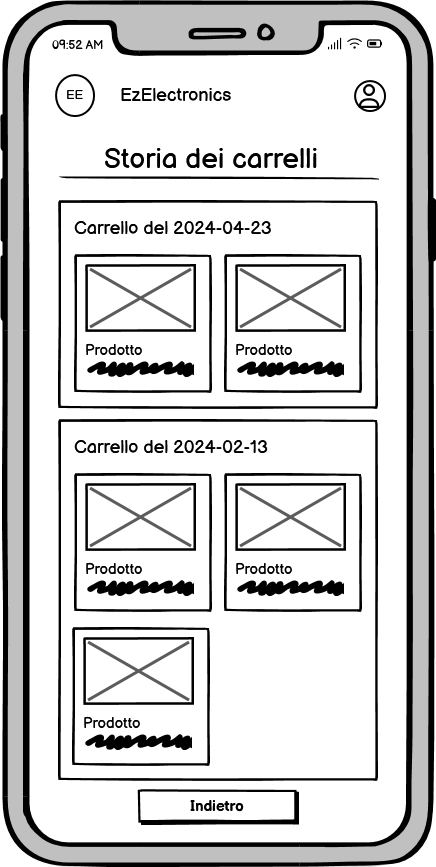 09:52 AM
EE
EzElectronics
Storia dei carrelli
Carrello del 2024-04-23
Prodotto
Prodotto
Carrello del 2024-02-13
Prodotto
Prodotto
Prodotto
Indietro